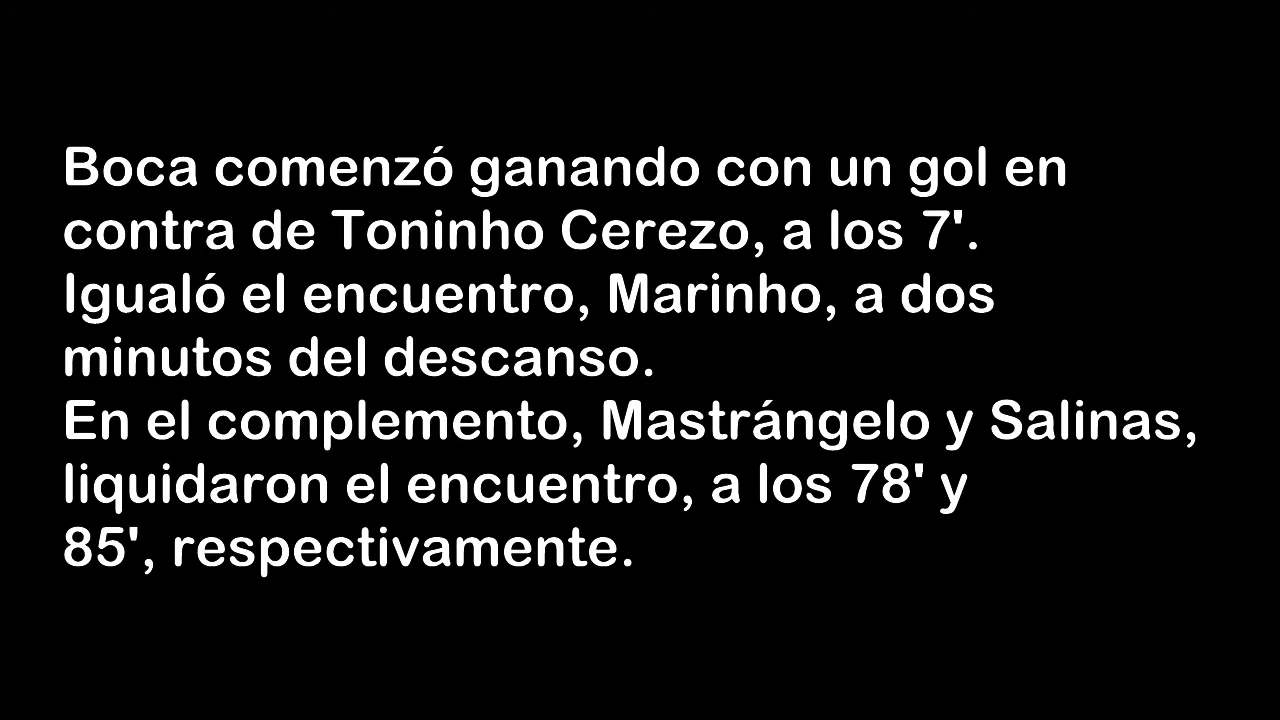 Boca comenzó ganando con un gol en
contra de Toninho Cerezo, a los 7'.
Igualó el encuentro, Marinho, a dos
minutos del descanso.
En el complemento, Mastrángelo y Salinas,
liquidaron el encuentro, a los 78' y
85', respectivamente.